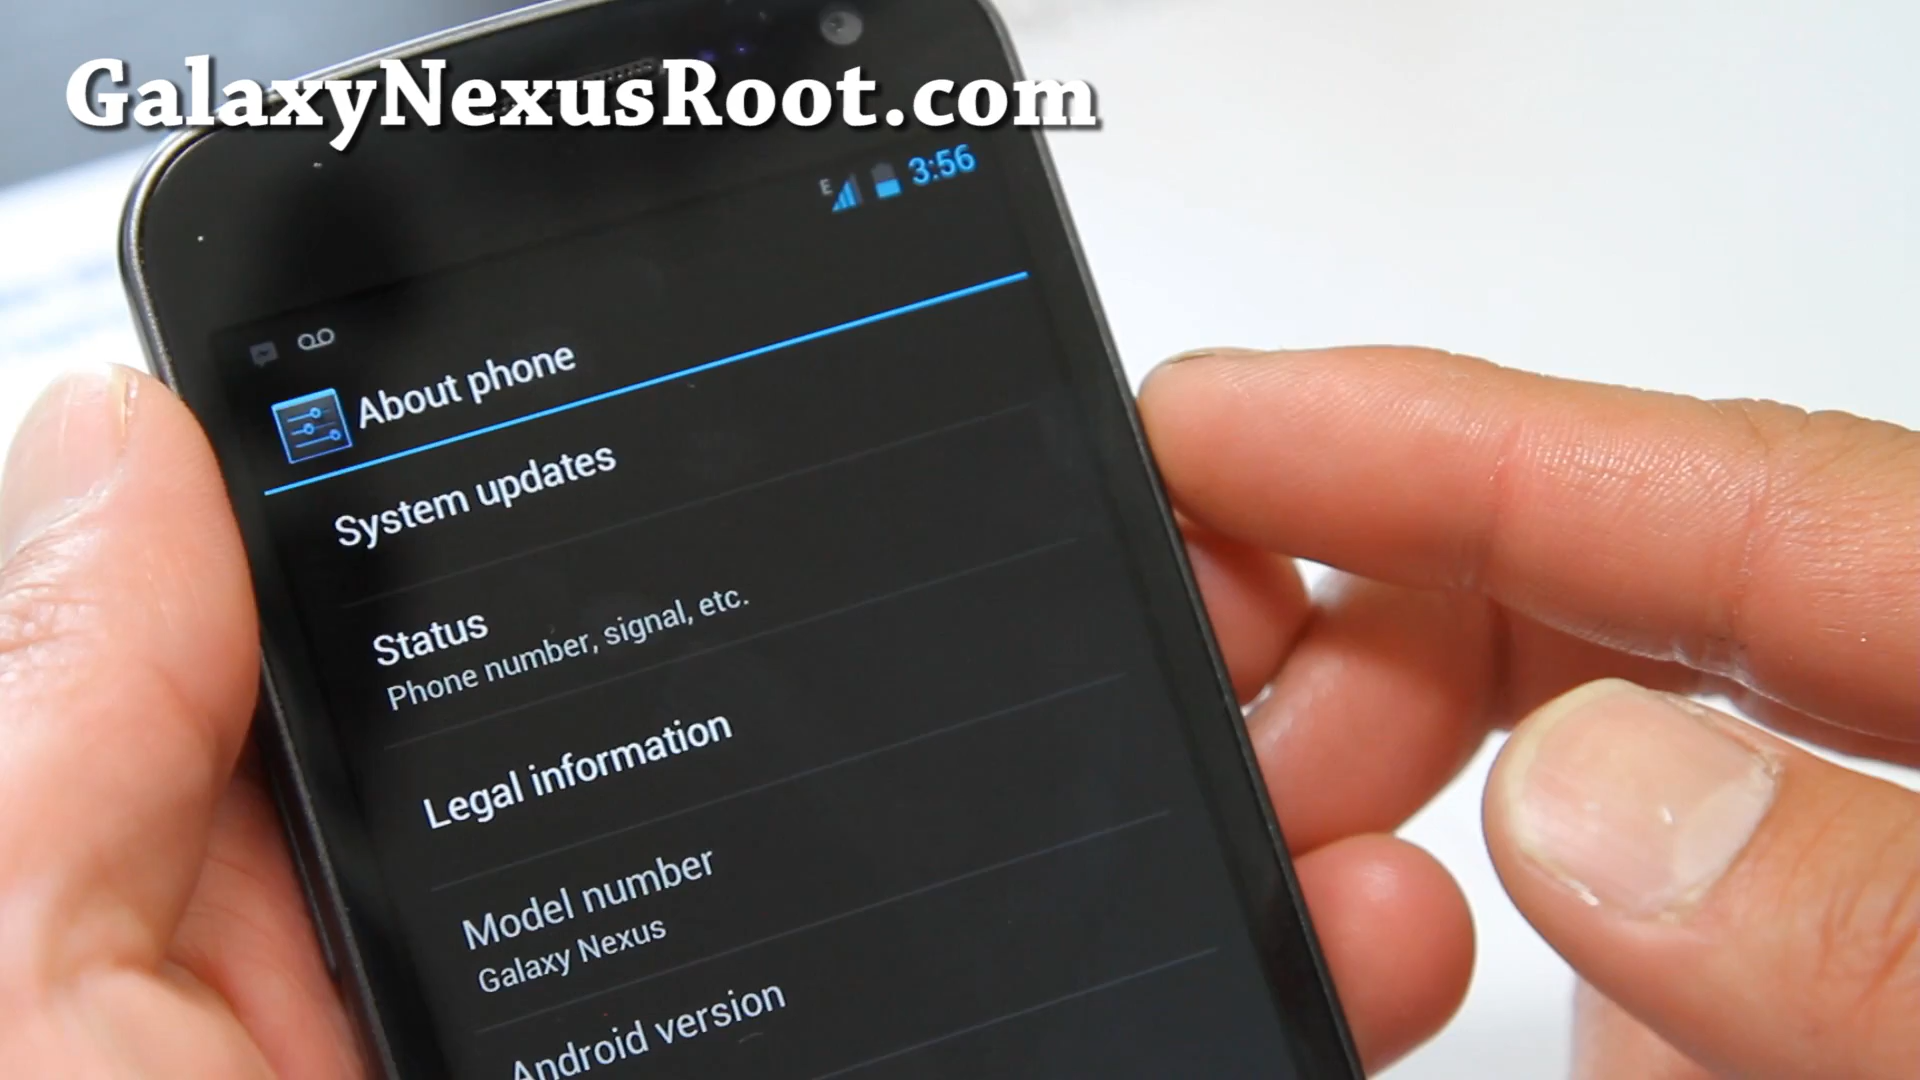 GalaxyNexusRoot.com
E 3:56
About phone
System updates
Status
Phone number, signal, etc.
Legal information
Model number
Galaxy Nexus
Android version